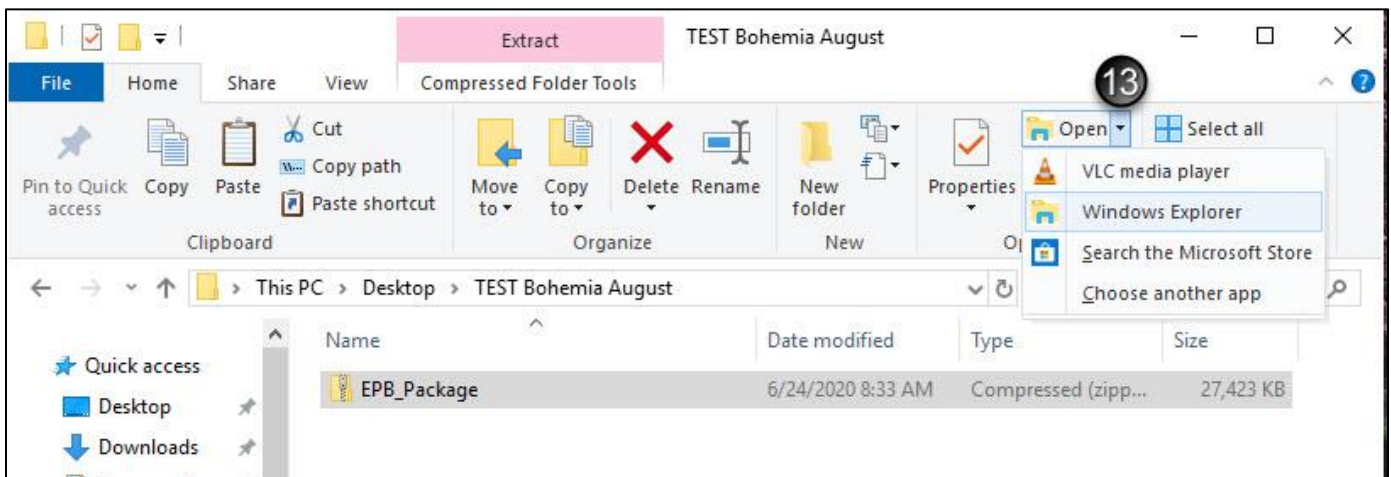 Extract TEST Bohemia August
File Home Share View Compressed Folder Tools
13
Pin to Quick access
Copy
Paste
Cut
Copy path
Paste shortcut
Clipboard
Move to
Copy to
Delete
Rename
Organize
New folder
New
Properties
Open
Select all
VLC media player
Windows Explorer
Search the Microsoft Store
Choose another app
This PC > Desktop > TEST Bohemia August
Name Date modified Type Size
Quick access
EPB_Package 6/24/2020 8:33 AM Compressed (zipp... 27,423 KB
Desktop
Downloads